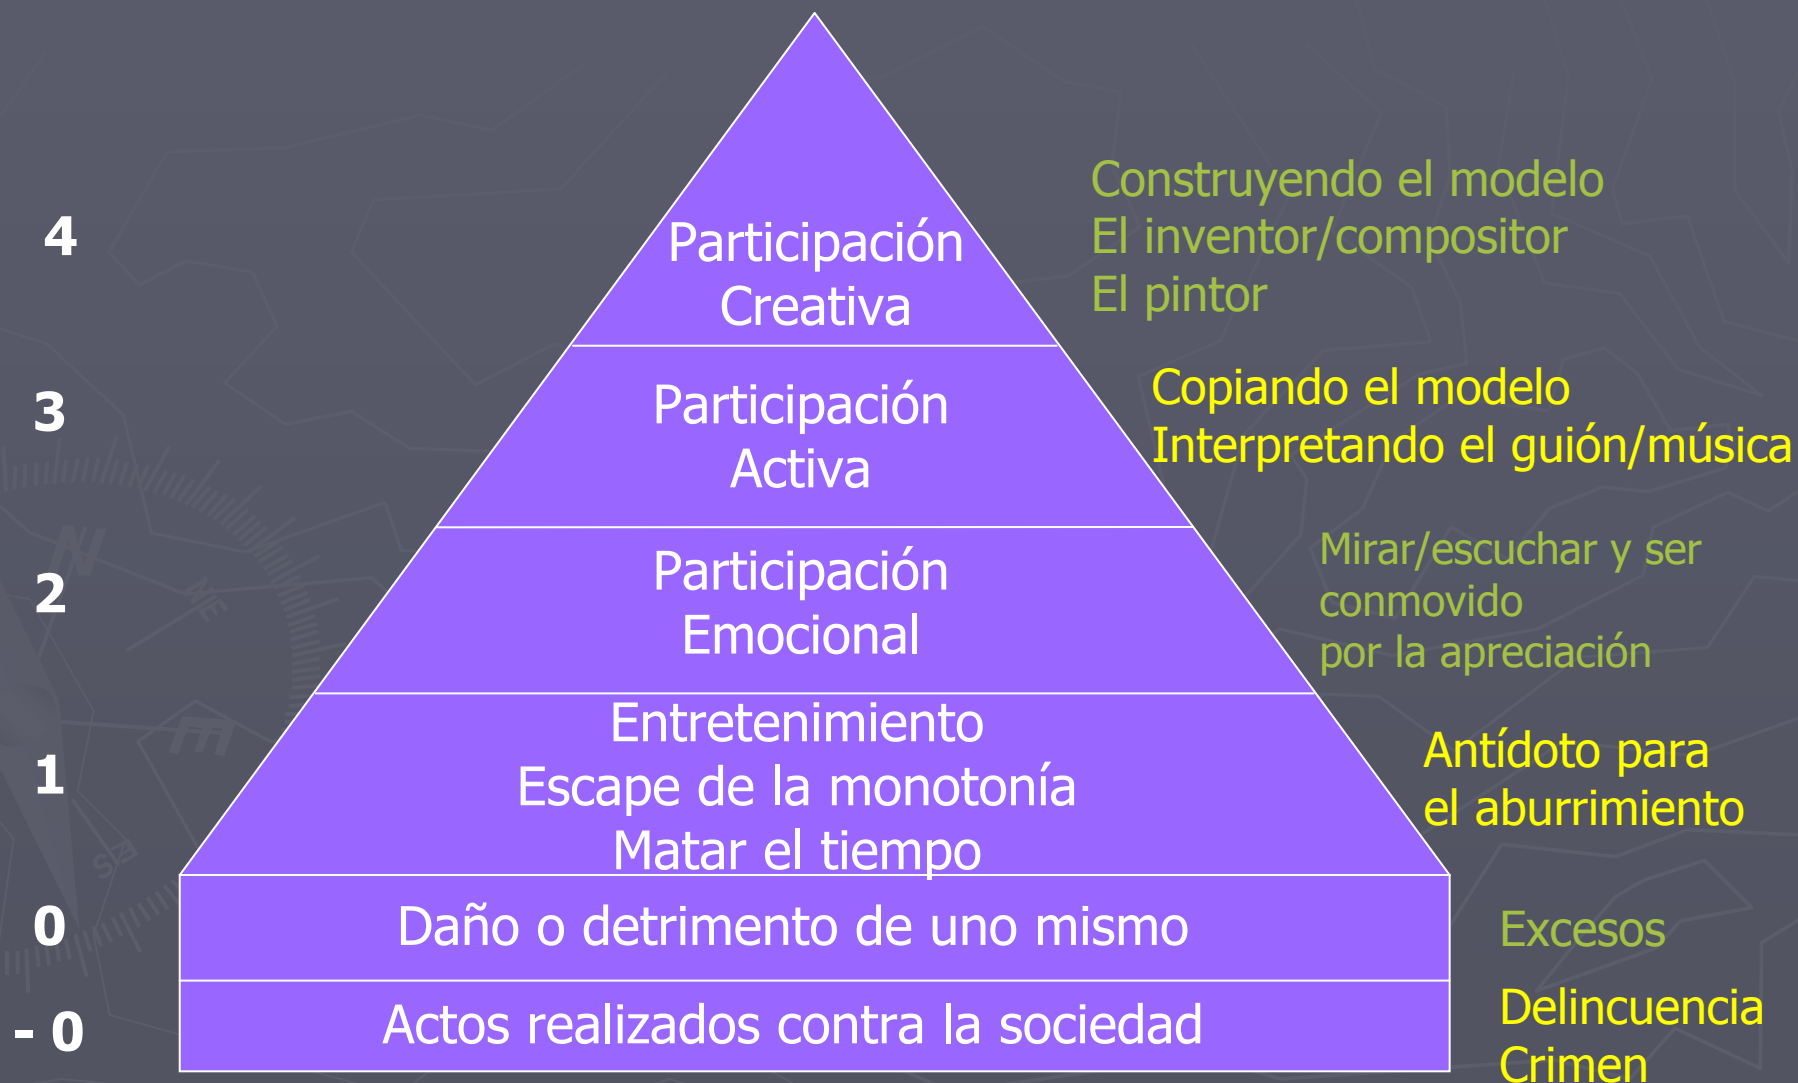 4
Participación
Creativa
Construyendo el modelo
El inventor/compositor
El pintor
3
Participación
Activa
Copiando el modelo
Interpretando el guión/música
2
Participación
Emocional
Mirar/escuchar y ser
conmovido
por la apreciación
1
Entretenimiento
Escape de la monotonía
Matar el tiempo
Antídoto para
el aburrimiento
0
Daño o detrimento de uno mismo
Excesos
- 0
Actos realizados contra la sociedad
Delincuencia
Crimen
N
NE
E
ES